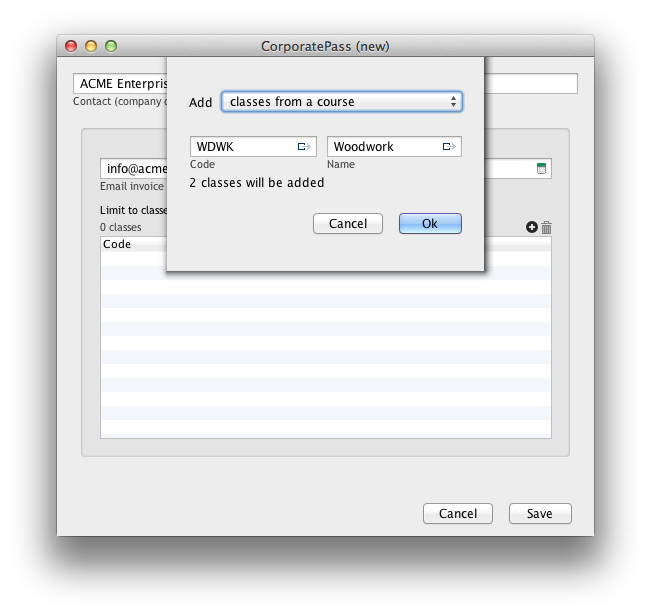 CorporatePass (new)
ACME Enterpris
Contact (company
Add classes from a course
WDWK Woodwork
Code Name
2 classes will be added
Cancel Ok
info@acme
Email invoice
Limit to classe
0 classes
Code
Cancel Save